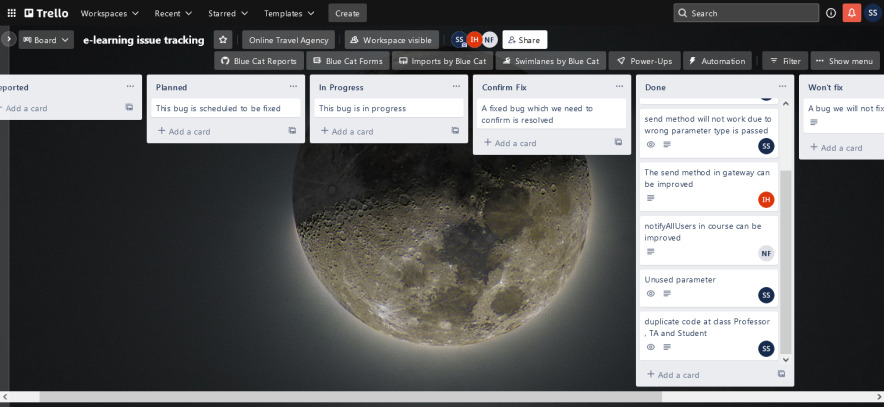 Trello Workspaces Recent Starred Templates Create Search SS
Board e-learning issue tracking Online Travel Agency Workspace visible SS IH NF Share
Blue Cat Reports Blue Cat Forms Imports by Blue Cat Swimlanes by Blue Cat Power-Ups Automation Filter Show menu
eported
Add a card
Planned
This bug is scheduled to be fixed
Add a card
In Progress
This bug is in progress
Add a card
Confirm Fix
A fixed bug which we need to
confirm is resolved
Add a card
Done
send method will not work due to
wrong parameter type is passed
SS
The send method in gateway can
be improved
IH
notifyAllUsers in course can be
improved
NF
Unused parameter
SS
duplicate code at class Professor
, TA and Student
SS
Add a card
Won't fix
A bug we will not fix
Add a card